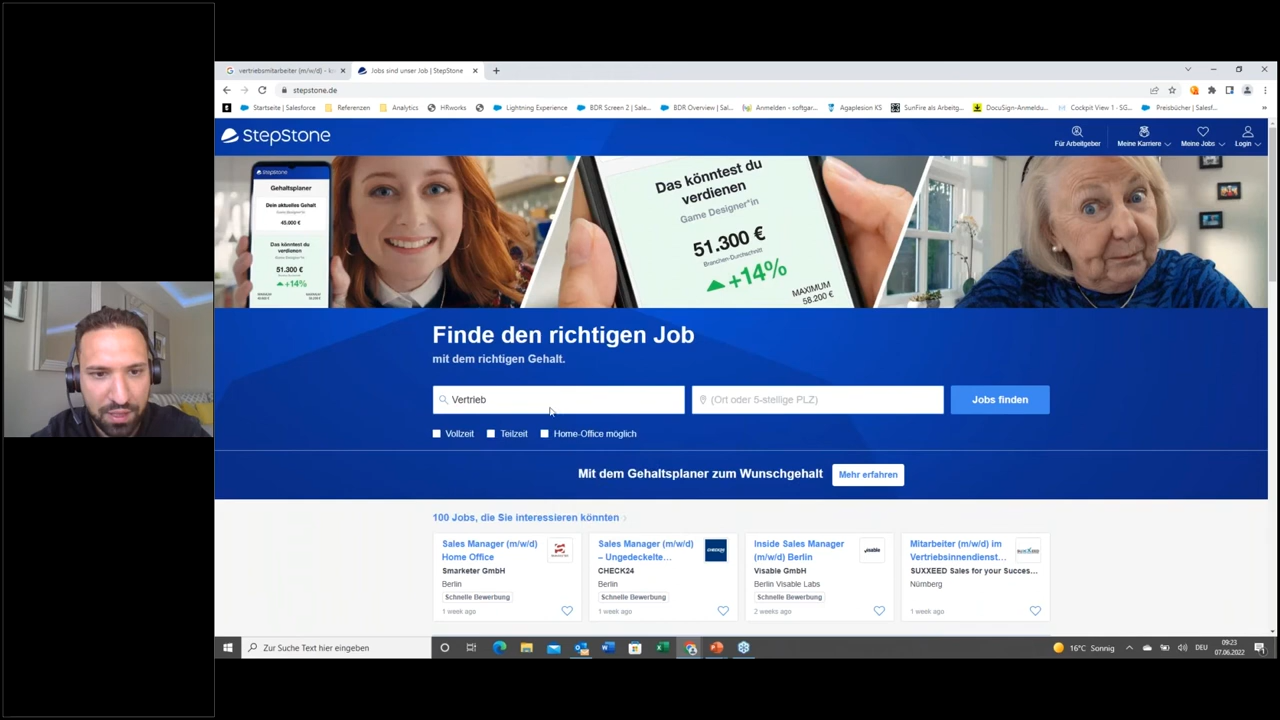 vertriebsmitarbeiter (m/w/d) - ki
Jobs sind unser Job | StepStone
stepstone.de
Startseite | Salesforce
Referenzen
Analytics
HRworks
Lightning Experience
BDR Screen 2 | Sale...
BDR Overview | Sal...
Anmelden – softgar...
Agaplesion KS
SunFire als Arbeitg...
DocuSign-Anmeldu...
Cockpit View 1 - SG...
Preisbücher | Salesf...
StepStone
Für Arbeitgeber
Meine Karriere
Meine Jobs
Login
StepStone
Gehaltsplaner
Dein aktuelles Gehalt
45.000 €
Das könntest du
verdienen
51.300 €
+14%
Das könntest du
verdienen
Game Designer*in
51.300 €
Branchen-Durchschnitt
+14%
MAXIMUM
58.200 €
Finde den richtigen Job
mit dem richtigen Gehalt.
Vertrieb
(Ort oder 5-stellige PLZ)
Jobs finden
Vollzeit
Teilzeit
Home-Office möglich
Mit dem Gehaltsplaner zum Wunschgehalt
Mehr erfahren
100 Jobs, die Sie interessieren könnten
Sales Manager (m/w/d)
Home Office
Smarketer GmbH
Berlin
Schnelle Bewerbung
1 week ago
Sales Manager (m/w/d)
– Ungedeckelte...
CHECK24
CHECK24
Berlin
Schnelle Bewerbung
1 week ago
Inside Sales Manager
(m/w/d) Berlin
visable
Visable GmbH
Berlin Visable Labs
Schnelle Bewerbung
2 weeks ago
Mitarbeiter (m/w/d) im
Vertriebsinnendienst...
SUXXEED
SUXXEED Sales for your Succes...
Nürnberg
1 week ago
Zur Suche Text hier eingeben
16°C Sonnig
DEU
09:23
07.06.2022